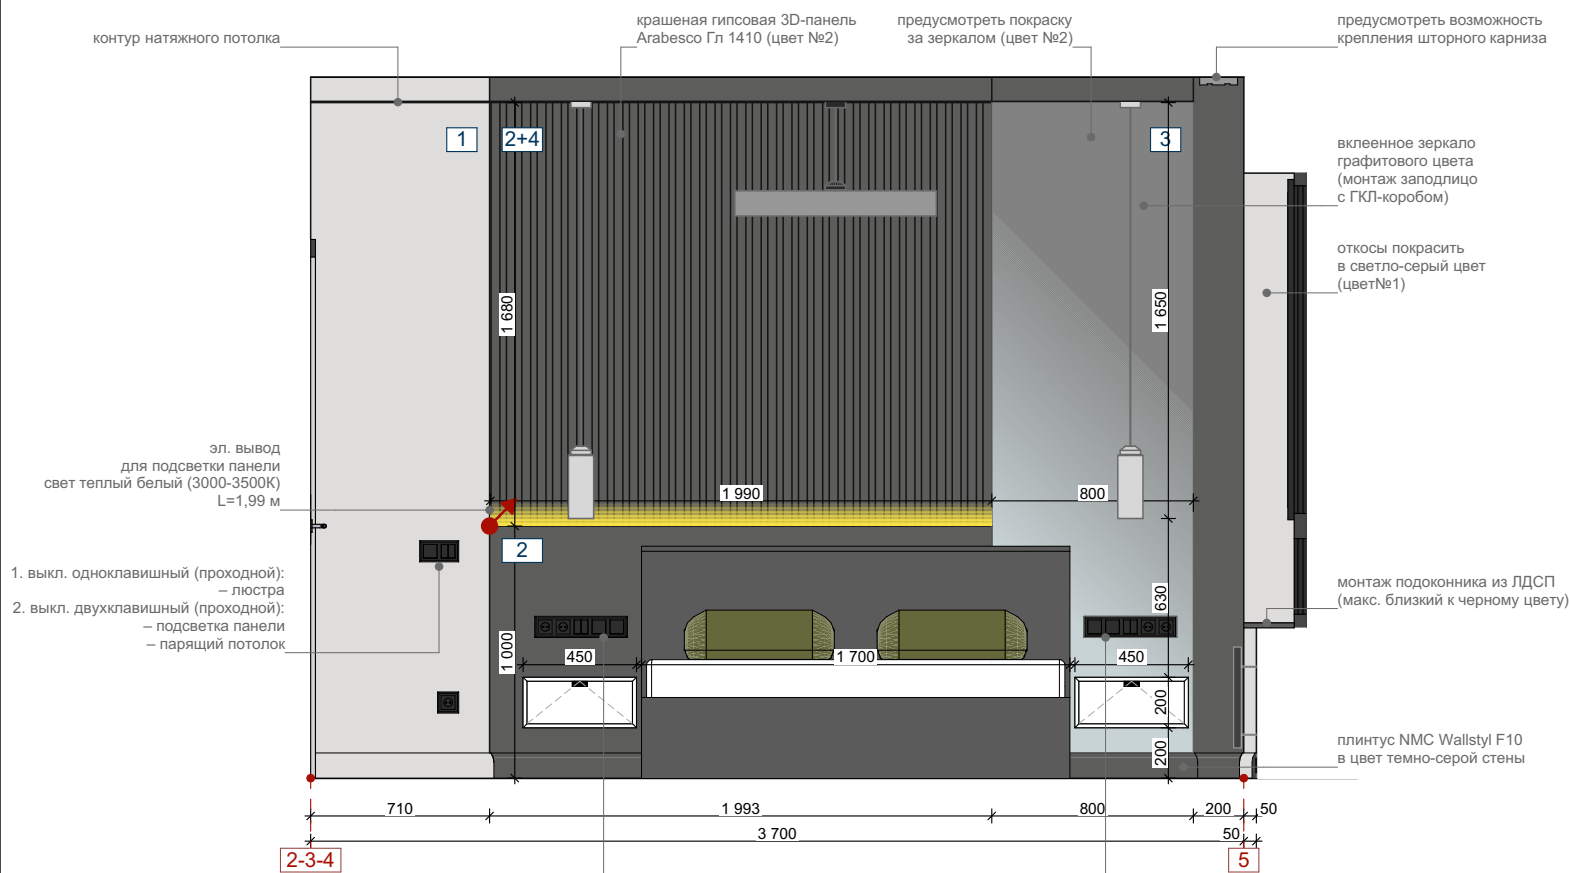 контур натяжного потолка
крашеная гипсовая 3D-панель
Arabesco Гл 1410 (цвет №2)
предусмотреть покраску
за зеркалом (цвет №2)
предусмотреть возможность
крепления шторного карниза
1
2+4
3
вклеенное зеркало
графитового цвета
(монтаж заподлицо
с ГКЛ-коробом)
откосы покрасить
в светло-серый цвет
(цвет№1)
1 680
1 650
эл. вывод
для подсветки панели
свет теплый белый (3000-3500К)
L=1,99 м
1 990
800
2
1. выкл. одноклавишный (проходной):
– люстра
2. выкл. двухклавишный (проходной):
– подсветка панели
– парящий потолок
монтаж подоконника из ЛДСП
(макс. близкий к черному цвету)
630
1 000
450
1 700
450
200
200
плинтус NMC Wallstyl F10
в цвет темно-серой стены
710
1 993
800
200
50
3 700
50
2-3-4
5